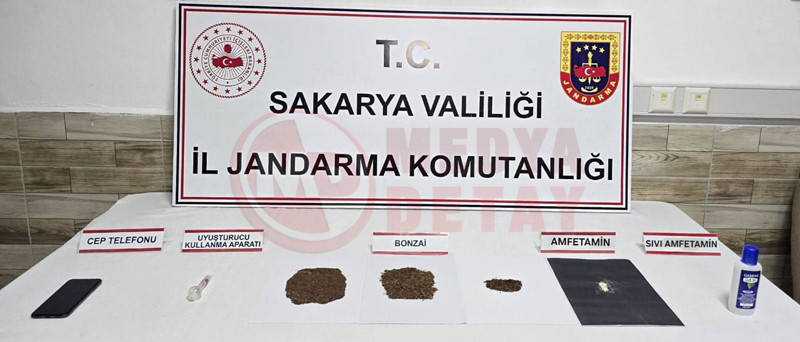 T.C.
SAKARYA VALİLİĞİ
İL JANDARMA KOMUTANLIĞI
JANDARMA
MEDYA
DETAY
CEP TELEFONU
UYUŞTURUCU
KULLANMA APARATI
BONZAİ
AMFETAMİN
SIVI AMFETAMİN